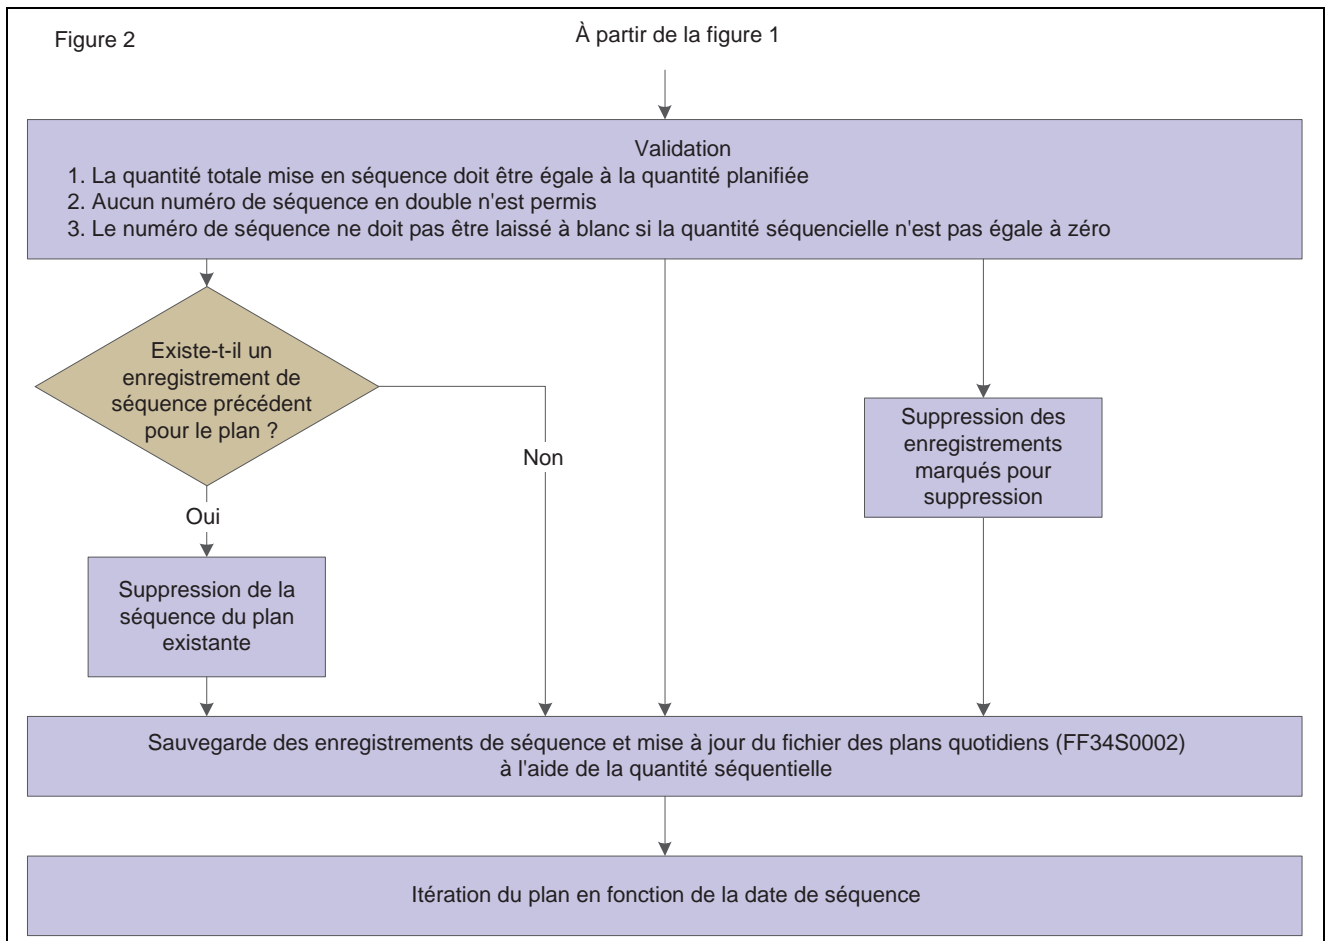 Figure 2
À partir de la figure 1
Validation
1. La quantité totale mise en séquence doit être égale à la quantité planifiée
2. Aucun numéro de séquence en double n'est permis
3. Le numéro de séquence ne doit pas être laissé à blanc si la quantité séquencielle n'est pas égale à zéro
Existe-t-il un
enregistrement de
séquence précédent
pour le plan ?
Non
Oui
Suppression des
enregistrements
marqués pour
suppression
Suppression de la
séquence du plan
existante
Sauvegarde des enregistrements de séquence et mise à jour du fichier des plans quotidiens (FF34S0002)
à l'aide de la quantité séquentielle
Itération du plan en fonction de la date de séquence